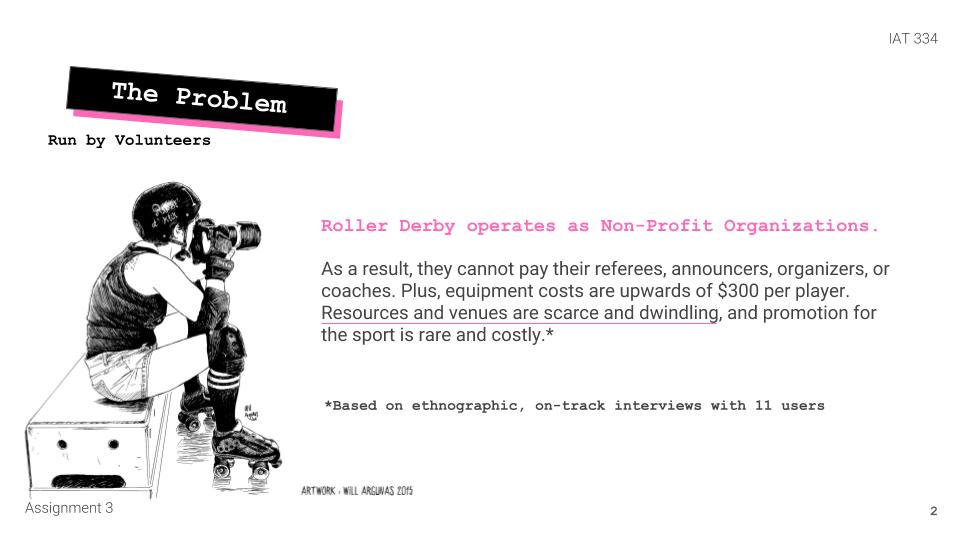 IAT 334
The Problem
Run by Volunteers
Roller Derby operates as Non-Profit Organizations.
As a result, they cannot pay their referees, announcers, organizers, or
coaches. Plus, equipment costs are upwards of $300 per player.
Resources and venues are scarce and dwindling, and promotion for
the sport is rare and costly.*
*Based on ethnographic, on-track interviews with 11 users
ARTWORK : WILL ARGUNAS 2015
Assignment 3
2